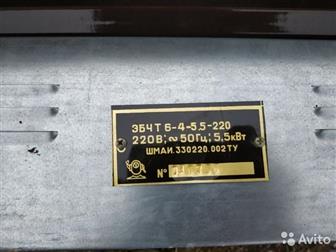 ЭБЧТ 6-4-5.5-220
220В; ~50Гц; 5,5кВт
ШМАИ.330220.002ТУ
№
Avito